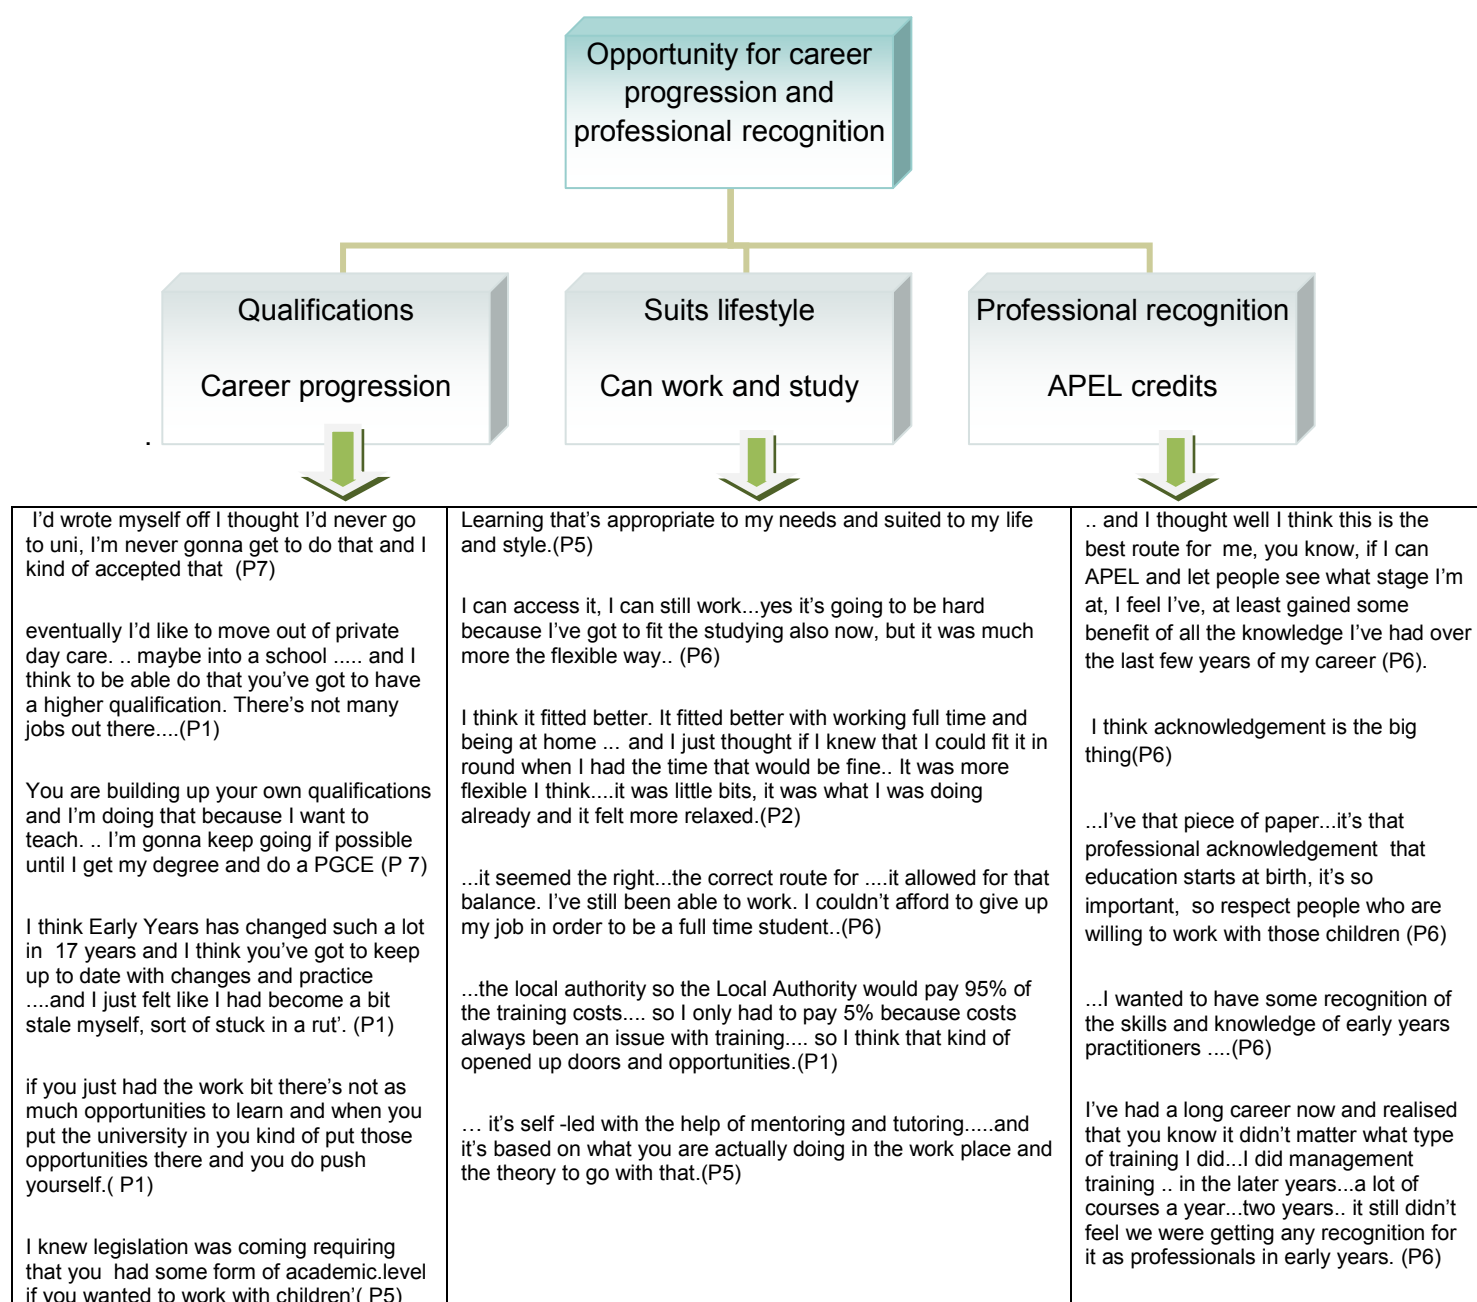 Opportunity for career
progression and
professional recognition
Qualifications
Career progression
Suits lifestyle
Can work and study
Professional recognition
APEL credits
.
I'd wrote myself off I thought I'd never go
to uni, I'm never gonna get to do that and I
kind of accepted that (P7)
eventually I'd like to move out of private
day care. .. maybe into a school ..... and I
think to be able do that you've got to have
a higher qualification. There's not many
jobs out there....(P1)
You are building up your own qualifications
and I'm doing that because I want to
teach. .. I'm gonna keep going if possible
until I get my degree and do a PGCE (P 7)
I think Early Years has changed such a lot
in 17 years and I think you've got to keep
up to date with changes and practice
....and I just felt like I had become a bit
stale myself, sort of stuck in a rut'. (P1)
if you just had the work bit there's not as
much opportunities to learn and when you
put the university in you kind of put those
opportunities there and you do push
yourself.( P1)
I knew legislation was coming requiring
that you had some form of academic.level
if you wanted to work with children'( P5)
Learning that's appropriate to my needs and suited to my life
and style.(P5)
I can access it, I can still work...yes it's going to be hard
because I've got to fit the studying also now, but it was much
more the flexible way.. (P6)
I think it fitted better. It fitted better with working full time and
being at home ... and I just thought if I knew that I could fit it in
round when I had the time that would be fine.. It was more
flexible I think....it was little bits, it was what I was doing
already and it felt more relaxed.(P2)
...it seemed the right...the correct route for ....it allowed for that
balance. I've still been able to work. I couldn't afford to give up
my job in order to be a full time student..(P6)
...the local authority so the Local Authority would pay 95% of
the training costs.... so I only had to pay 5% because costs
always been an issue with training.... so I think that kind of
opened up doors and opportunities.(P1)
… it's self -led with the help of mentoring and tutoring.....and
it's based on what you are actually doing in the work place and
the theory to go with that.(P5)
.. and I thought well I think this is the
best route for me, you know, if I can
APEL and let people see what stage I'm
at, I feel I've, at least gained some
benefit of all the knowledge I've had over
the last few years of my career (P6).
I think acknowledgement is the big
thing(P6)
...I've that piece of paper...it's that
professional acknowledgement that
education starts at birth, it's so
important, so respect people who are
willing to work with those children (P6)
...I wanted to have some recognition of
the skills and knowledge of early years
practitioners ....(P6)
I've had a long career now and realised
that you know it didn't matter what type
of training I did...I did management
training .. in the later years...a lot of
courses a year...two years.. it still didn't
feel we were getting any recognition for
it as professionals in early years. (P6)